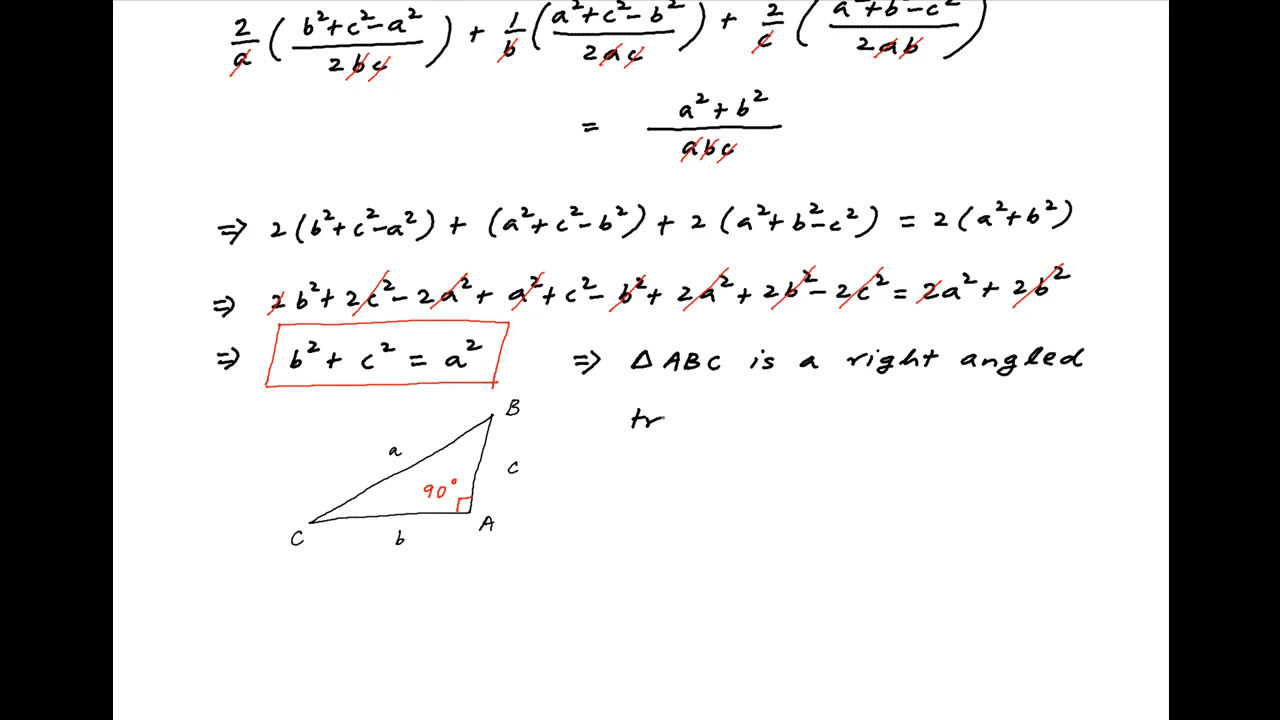 2/a ( (b²+c²-a²)/(2bc) ) + 1/b ( (a²+c²-b²)/(2ac) ) + 2/c ( (a²+b²-c²)/(2ab) )
= (a²+b²)/(abc)
⇒ 2(b²+c²-a²) + (a²+c²-b²) + 2(a²+b²-c²) = 2(a²+b²)
⇒ 2b²+2c²-2a²+a²+c²-b²+2a²+2b²-2c² = 2a²+2b²
⇒ b²+c² = a² ⇒ ΔABC is a right angled
tr
B
a
c
90°
C
b
A